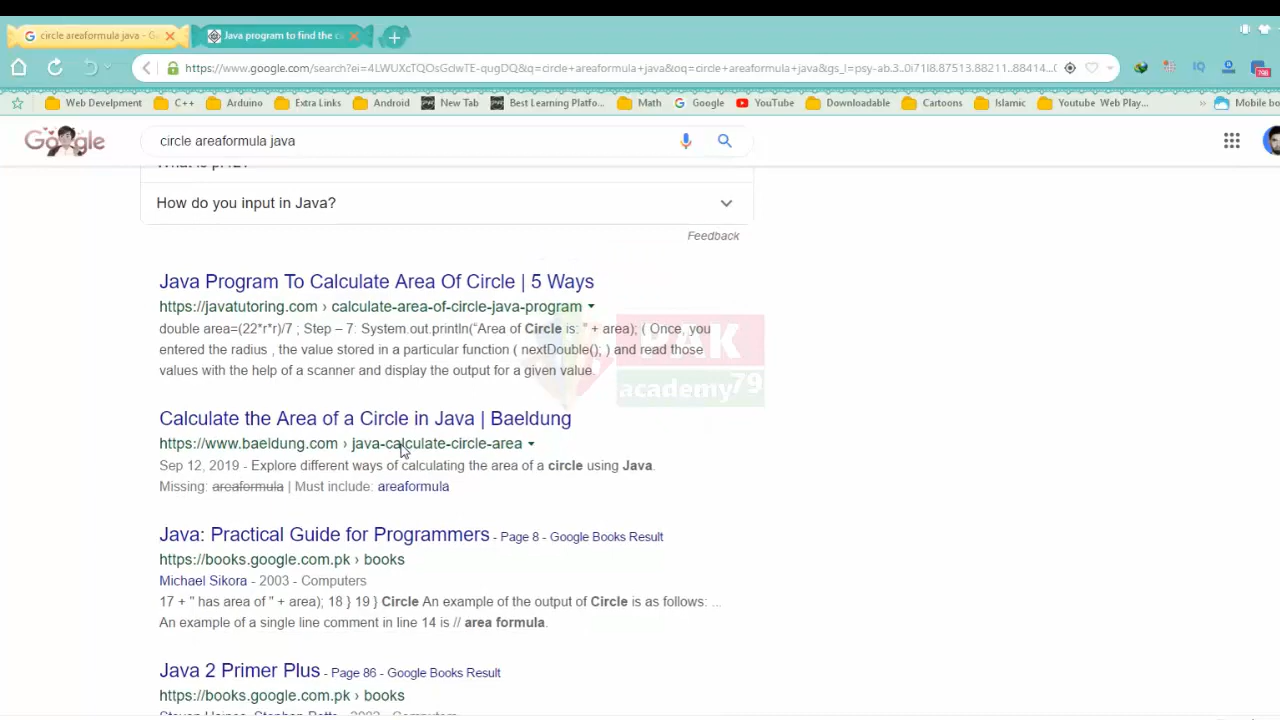 circle areaformula java - G
Java program to find the c
https://www.google.com/search?ei=4LWUXcTQOsGclwTE-qugDQ&q=circle+areaformula+java&oq=circle+areaformula+java&gs_l=psy-ab.3..0i71l8.87513.88211..88414...0
Web Develpment
C++
Arduino
Extra Links
Android
New Tab
Best Learning Platfo...
Math
Google
YouTube
Downloadable
Cartoons
Islamic
Youtube Web Play...
»
Mobile bo
Google
circle areaformula java
How do you input in Java?
Feedback
Java Program To Calculate Area Of Circle | 5 Ways
https://javatutoring.com › calculate-area-of-circle-java-program
double area=(22*r*r)/7 ; Step – 7: System.out.println("Area of Circle is: " + area); ( Once, you
entered the radius , the value stored in a particular function ( nextDouble(); ) and read those
values with the help of a scanner and display the output for a given value.
PAK
academy79
Calculate the Area of a Circle in Java | Baeldung
https://www.baeldung.com › java-calculate-circle-area
Sep 12, 2019 - Explore different ways of calculating the area of a circle using Java.
Missing: areaformula | Must include: areaformula
Java: Practical Guide for Programmers - Page 8 - Google Books Result
https://books.google.com.pk › books
Michael Sikora - 2003 - Computers
17 + " has area of " + area); 18 } 19 } Circle An example of the output of Circle is as follows: ...
An example of a single line comment in line 14 is // area formula.
Java 2 Primer Plus - Page 86 - Google Books Result
https://books.google.com.pk › books